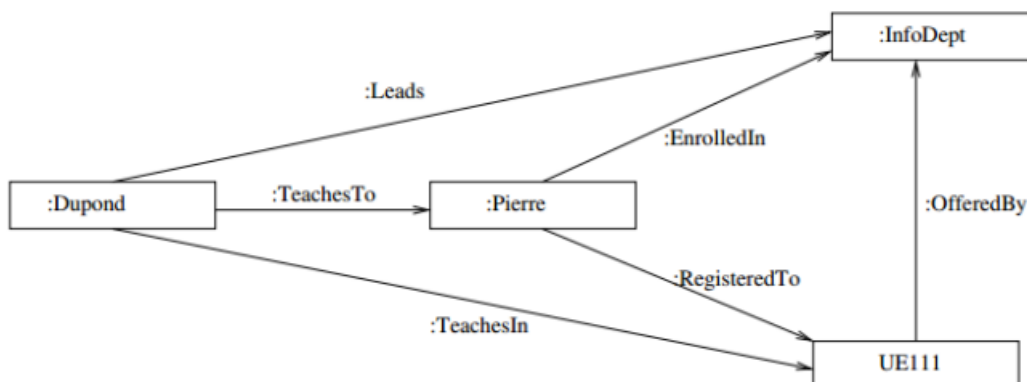 :InfoDept
:Leads
:EnrolledIn
:Dupond
:TeachesTo
:Pierre
:OfferedBy
:RegisteredTo
:TeachesIn
UE111